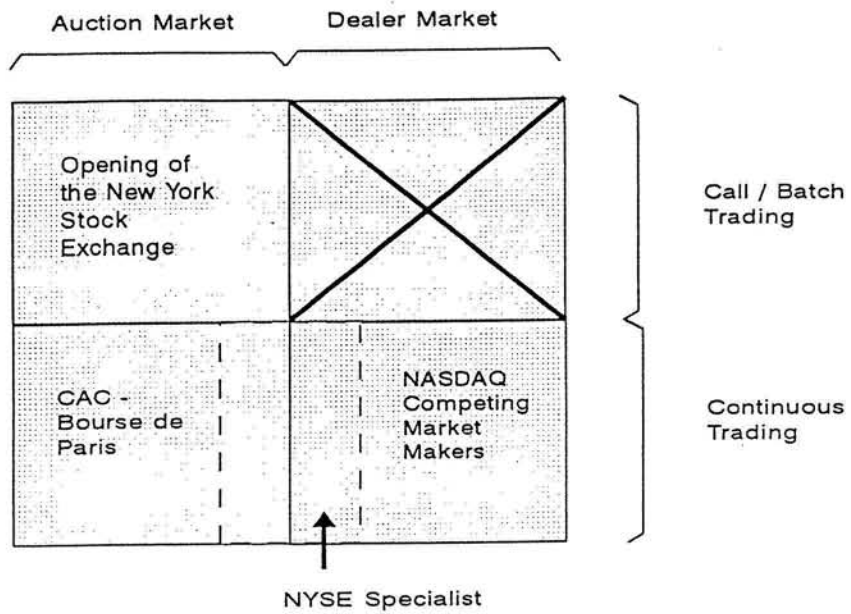 Auction Market
Dealer Market
Opening of
the New York
Stock
Exchange
Call / Batch
Trading
CAC -
Bourse de
Paris
NASDAQ
Competing
Market
Makers
Continuous
Trading
NYSE Specialist